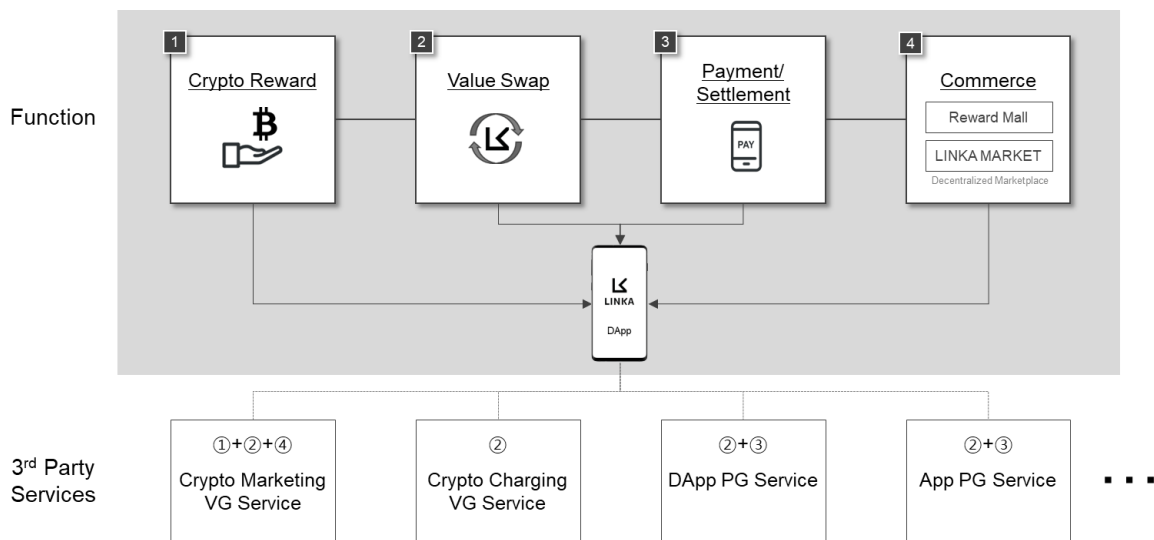 Function
1
Crypto Reward
2
Value Swap
3
Payment/
Settlement
PAY
4
Commerce
Reward Mall
LINKA MARKET
Decentralized Marketplace
LINKA
DApp
3rd Party
Services
①+②+④
Crypto Marketing
VG Service
②
Crypto Charging
VG Service
②+③
DApp PG Service
②+③
App PG Service
...